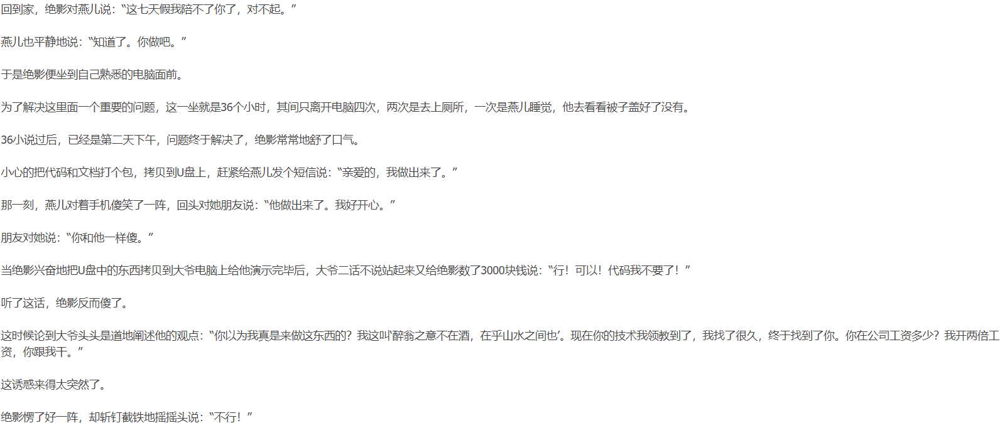 回到家，绝影对燕儿说：“这七天假我陪不了你了，对不起。”
燕儿也平静地说：“知道了。你做吧。”
于是绝影便坐到自己熟悉的电脑面前。
为了解决这里面一个重要的问题，这一坐就是36个小时，其间只离开电脑四次，两次是去上厕所，一次是燕儿睡觉，他去看看被子盖好了没有。
36小说过后，已经是第二天下午，问题终于解决了，绝影常常地舒了口气。
小心的把代码和文档打个包，拷贝到U盘上，赶紧给燕儿发个短信说：“亲爱的，我做出来了。”
那一刻，燕儿对着手机傻笑了一阵，回头对她朋友说：“他做出来了。我好开心。”
朋友对她说：“你和他一样傻。”
当绝影兴奋地把U盘中的东西拷贝到大爷电脑上给他演示完毕后，大爷二话不说站起来又给绝影数了3000块钱说：“行！可以！代码我不要了！”
听了这话，绝影反而傻了。
这时候论到大爷头头是道地阐述他的观点：“你以为我真是来做这东西的？我这叫‘醉翁之意不在酒，在乎山水之间也’。现在你的技术我领教到了，我找了很久，终于找到了你。你在公司工资多少？我开两倍工
资，你跟我干。”
这诱惑来得太突然了。
绝影愣了好一阵，却斩钉截铁地摇摇头说：“不行！”